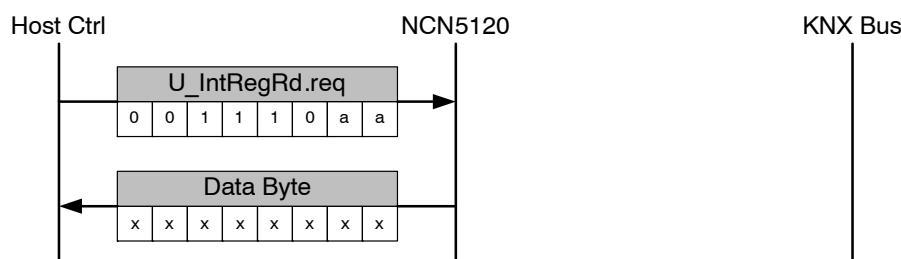 Host Ctrl NCN5120 KNX Bus
U_IntRegRd.req
0 0 1 1 1 0 a a
Data Byte
x x x x x x x x